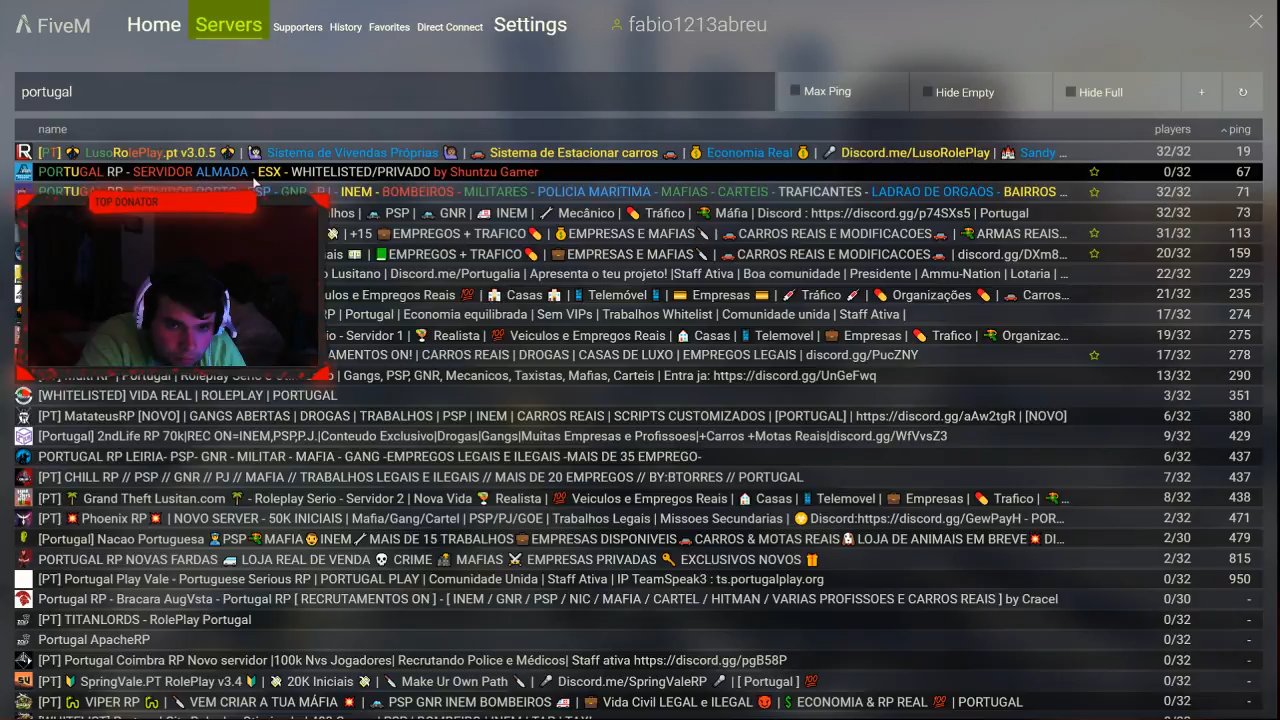 FiveM Home Servers Supporters History Favorites Direct Connect Settings fabio1213abreu
portugal Max Ping Hide Empty Hide Full + ↻
name players ping
[PT] LusoRolePlay.pt v3.0.5 | Sistema de Vivendas Próprias | Sistema de Estacionar carros | Economia Real | Discord.me/LusoRolePlay | Sandy ... 32/32 19
PORTUGAL RP - SERVIDOR ALMADA - ESX - WHITELISTED/PRIVADO by Shuntzu Gamer 0/32 67
PORTUGAL RP - SERVIDOR PORTO - PSP - GNR - PJ - INEM - BOMBEIROS - MILITARES - POLICIA MARITIMA - MAFIAS - CARTEIS - TRAFICANTES - LADRAO DE ORGAOS - BAIRROS ... 32/32 71
TOP DONATOR
lhos | PSP | GNR | INEM | Mecânico | Tráfico | Máfia | Discord : https://discord.gg/p74SXs5 | Portugal 32/32 73
+15 EMPREGOS + TRAFICO | EMPRESAS E MAFIAS | CARROS REAIS E MODIFICACOES | ARMAS REAIS... 31/32 113
ais | EMPREGOS + TRAFICO | EMPRESAS E MAFIAS | CARROS REAIS E MODIFICACOES | https://discord.gg/DXm8... 20/32 159
o Lusitano | Discord.me/Portugalia | Apresenta o teu projeto! |Staff Ativa | Boa comunidade | Presidente | Ammu-Nation | Lotaria | ... 22/32 229
culos e Empregos Reais | Casas | Telemóvel | Empresas | Tráfico | Organizações | Carros... 21/32 235
RP | Portugal | Economia equilibrada | Sem VIPs | Trabalhos Whitelist | Comunidade unida | Staff Ativa | 17/32 274
io - Servidor 1 | Realista | Veiculos e Empregos Reais | Casas | Telemovel | Empresas | Trafico | Organizac... 19/32 275
TAMENTOS ON! | CARROS REAIS | DROGAS | CASAS DE LUXO | EMPREGOS LEGAIS | discord.gg/PucZNY 17/32 278
[PT] Multi RP | Portugal | Roleplay Serio e | Gangs, PSP, GNR, Mecanicos, Taxistas, Mafias, Carteis | Entra ja: https://discord.gg/UnGeFwq 13/32 290
[WHITELISTED] VIDA REAL | ROLEPLAY | PORTUGAL 3/32 351
[PT] MatateusRP [NOVO] | GANGS ABERTAS | DROGAS | TRABALHOS | PSP | INEM | CARROS REAIS | SCRIPTS CUSTOMIZADOS | [PORTUGAL] | https://discord.gg/aAw2tgR | [NOVO] 6/32 380
[Portugal] 2ndLife RP 70k|REC ON=INEM,PSP,P.J.|Conteudo Exclusivo|Drogas|Gangs|Muitas Empresas e Profissoes|+Carros +Motas Reais|discord.gg/WfVvsZ3 9/32 429
PORTUGAL RP LEIRIA- PSP- GNR - MILITAR - MAFIA - GANG -EMPREGOS LEGAIS E ILEGAIS -MAIS DE 35 EMPREGO- 6/32 437
[PT] CHILL RP // PSP // GNR // PJ // MAFIA // TRABALHOS LEGAIS E ILEGAIS // MAIS DE 20 EMPREGOS // BY:BTORRES // PORTUGAL 7/32 437
[PT] Grand Theft Lusitan.com - Roleplay Serio - Servidor 2 | Nova Vida Realista | Veiculos e Empregos Reais | Casas | Telemovel | Empresas | Trafico | ... 8/32 438
[PT] Phoenix RP | NOVO SERVER - 50K INICIAIS | Mafia/Gang/Cartel | PSP/PJ/GOE | Trabalhos Legais | Missoes Secundarias | Discord:https://discord.gg/GewPayH - POR... 2/32 471
[Portugal] Nacao Portuguesa PSP MAFIA INEM MAIS DE 15 TRABALHOS EMPRESAS DISPONIVEIS CARROS & MOTAS REAIS LOJA DE ANIMAIS EM BREVE DI... 2/30 479
PORTUGAL RP NOVAS FARDAS LOJA REAL DE VENDA CRIME MAFIAS EMPRESAS PRIVADAS EXCLUSIVOS NOVOS 2/32 815
[PT] Portugal Play Vale - Portuguese Serious RP | PORTUGAL PLAY | Comunidade Unida | Staff Ativa | IP TeamSpeak3 : ts.portugalplay.org 0/32 950
Portugal RP - Bracara AugVsta - Portugal RP [ RECRUTAMENTOS ON ] - [ INEM / GNR / PSP / NIC / MAFIA / CARTEL / HITMAN / VARIAS PROFISSOES E CARROS REAIS ] by Cracel 0/30 -
[PT] TITANLORDS - RolePlay Portugal 0/32 -
Portugal ApacheRP 0/32 -
[PT] Portugal Coimbra RP Novo servidor |100k Nvs Jogadores| Recrutando Police e Médicos| Staff ativa https://discord.gg/pgB58P 0/32 -
[PT] SpringVale.PT RolePlay v3.4 | 20K Iniciais | Make Ur Own Path | Discord.me/SpringValeRP | [ Portugal ] 0/32 -
[PT] VIPER RP | VEM CRIAR A TUA MÁFIA | PSP GNR INEM BOMBEIROS | Vida Civil LEGAL e ILEGAL | ECONOMIA & RP REAL | PORTUGAL 0/32 -